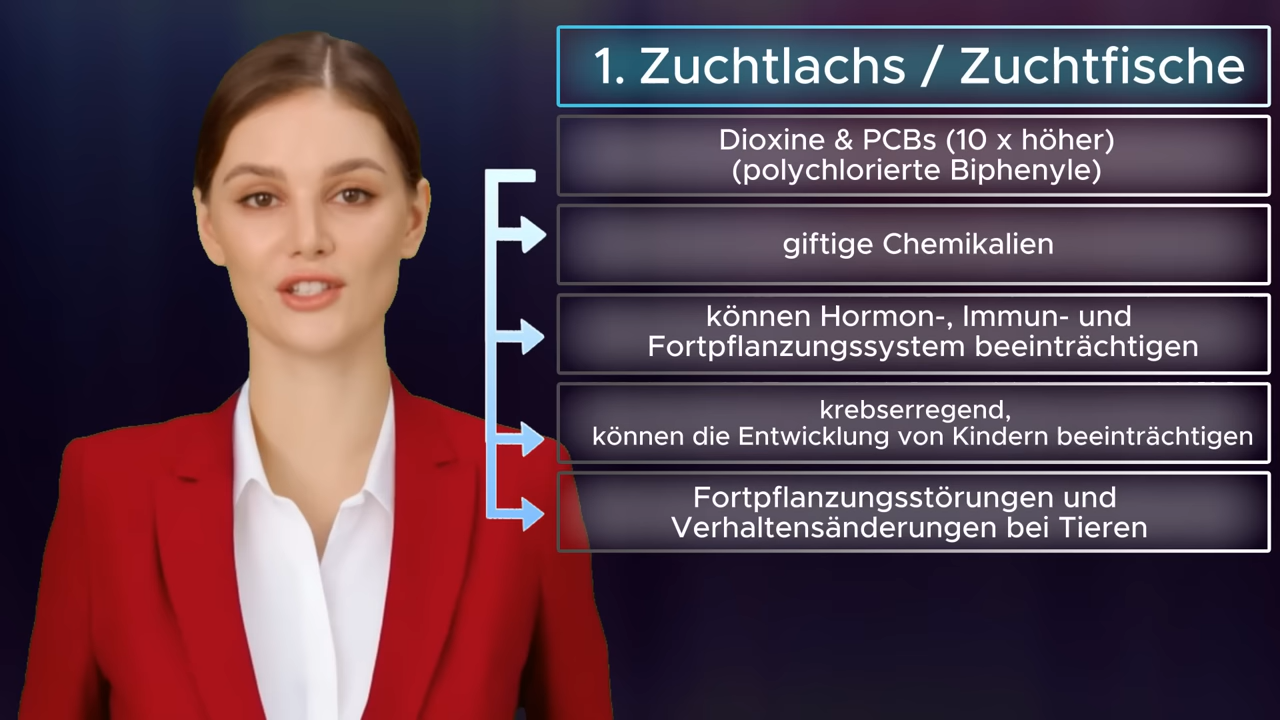 1. Zuchtlachs / Zuchtfische
Dioxine & PCBs (10 x höher)
(polychlorierte Biphenyle)
giftige Chemikalien
können Hormon-, Immun- und
Fortpflanzungssystem beeinträchtigen
krebserregend,
können die Entwicklung von Kindern beeinträchtigen
Fortpflanzungsstörungen und
Verhaltensänderungen bei Tieren